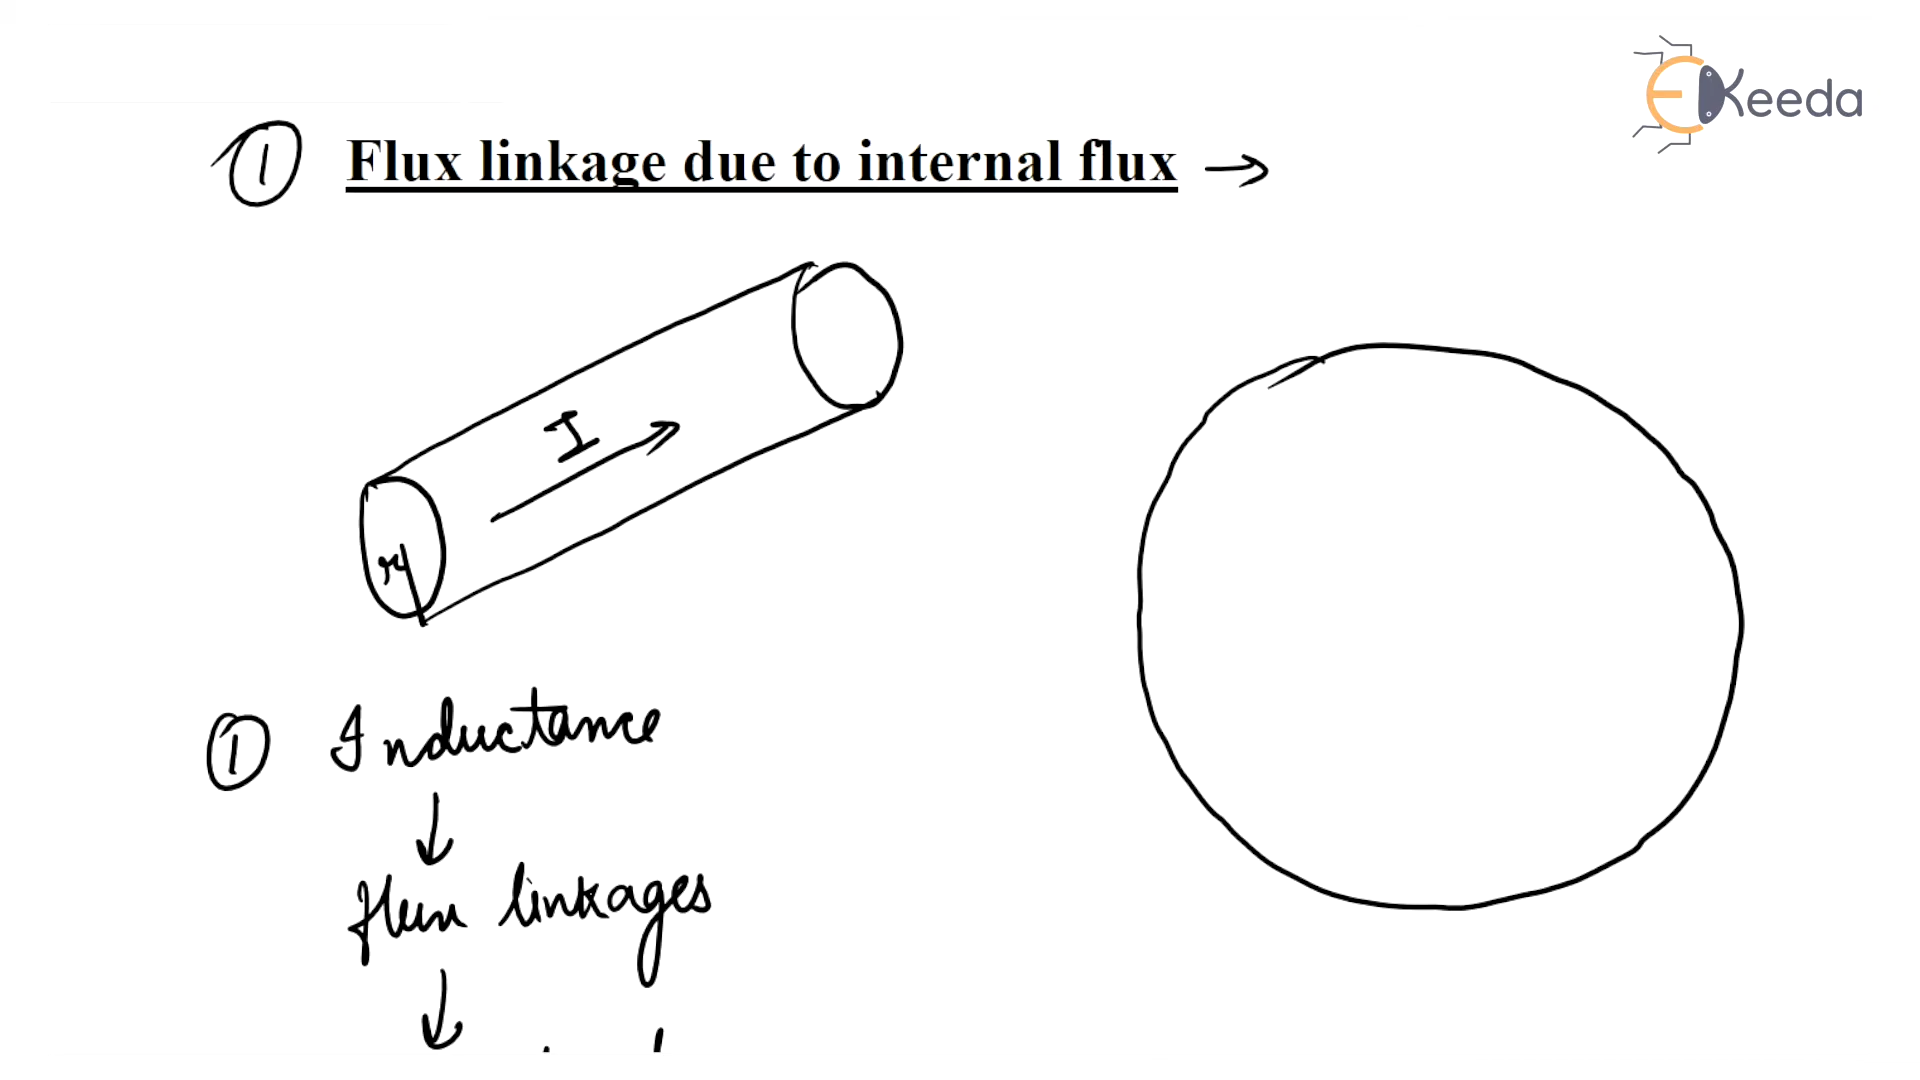 EKeeda
① Flux linkage due to internal flux →
I
r
① Inductance
↓
flux linkages
↓